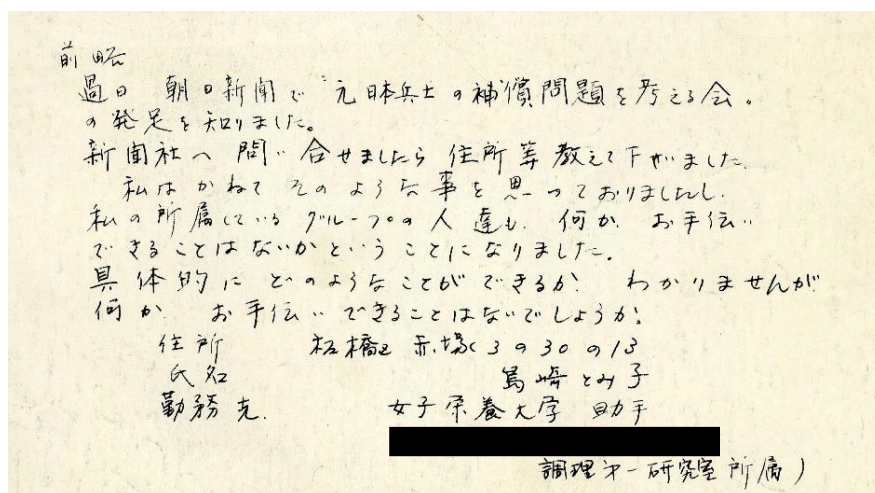 前略
過日 朝日新聞で "元日本兵士の補償問題を考える会"
の発足を知りました。
新聞社へ問い合せましたら住所等教えて下さいました。
私はかねてそのような事を思っておりましたし、
私の所属しているグループの人達も、何か、お手伝い
できることはないかということになりました。
具体的にどのようなことができるか、わかりませんが
何か、お手伝いできることはないでしょうか。
住所 板橋区 赤塚 3の30の13
氏名 島崎とみ子
勤務先 女子栄養大学 助手
調理第一研究室所属)